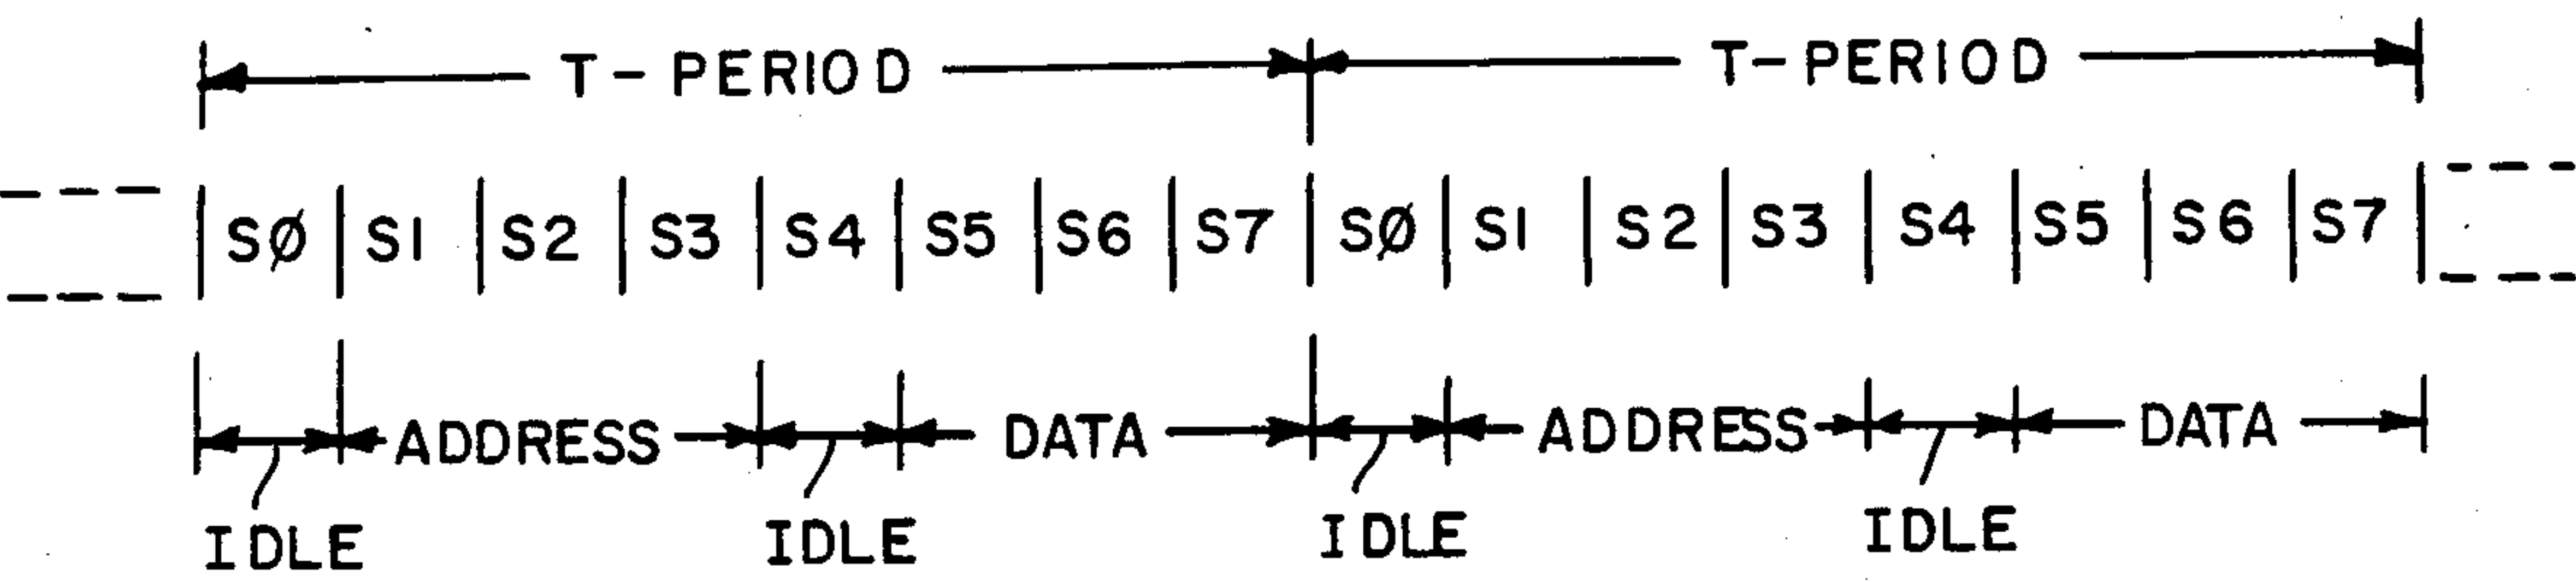 T-PERIOD T-PERIOD
SØ S1 S2 S3 S4 S5 S6 S7 SØ S1 S2 S3 S4 S5 S6 S7
ADDRESS DATA ADDRESS DATA
IDLE IDLE IDLE IDLE